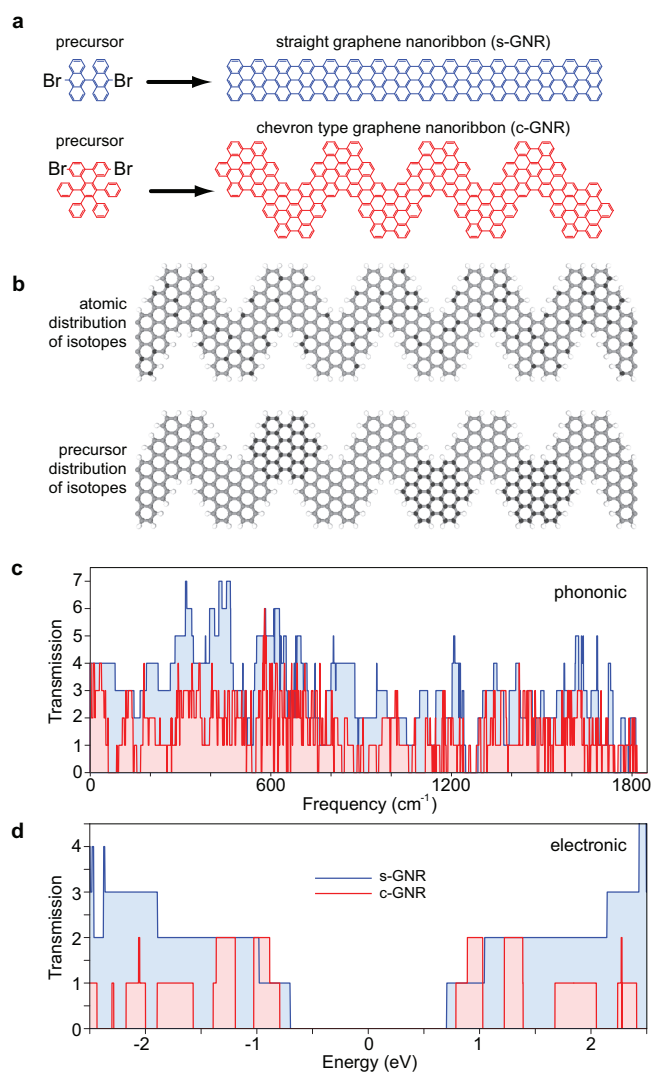 a
precursor
straight graphene nanoribbon (s-GNR)
Br
Br
precursor
chevron type graphene nanoribbon (c-GNR)
Br
Br
b
atomic
distribution
of isotopes
precursor
distribution
of isotopes
c
phononic
Transmission
7
6
5
4
3
2
1
0
0
600
1200
1800
Frequency (cm⁻¹)
d
electronic
s-GNR
c-GNR
Transmission
4
3
2
1
0
-2
-1
0
1
2
Energy (eV)